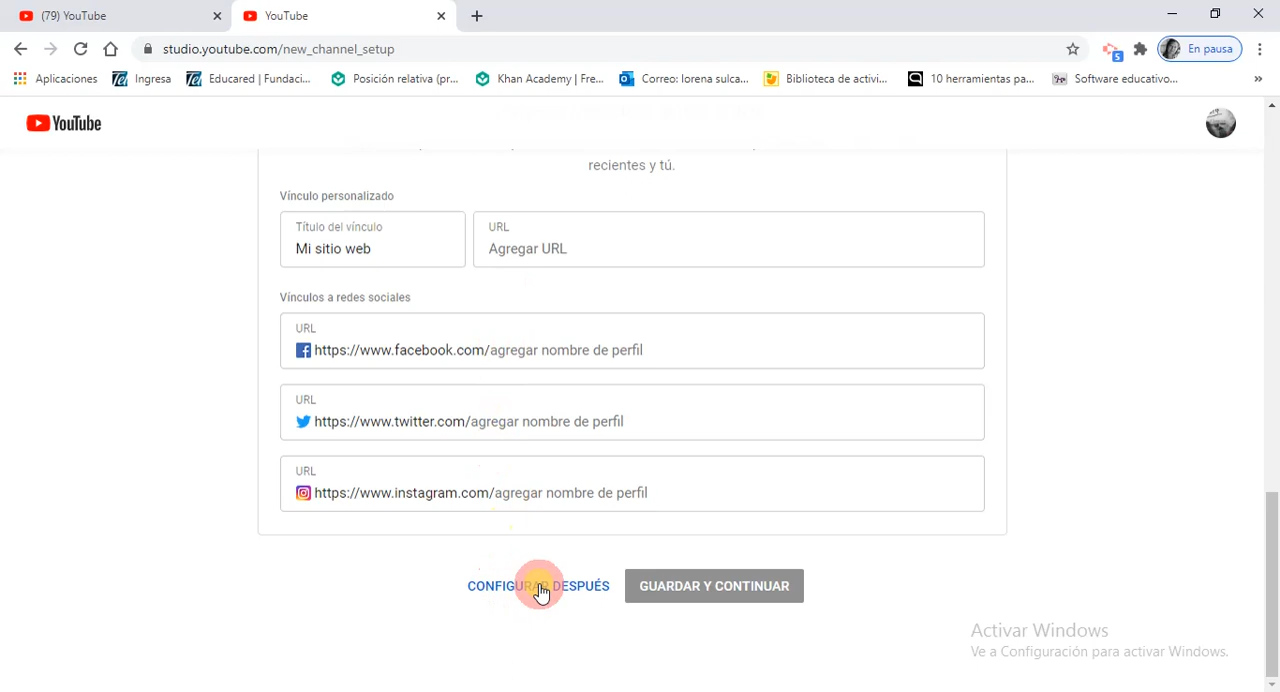 (79) YouTube
YouTube
studio.youtube.com/new_channel_setup
5
En pausa
Aplicaciones
Ingresa
Educared | Fundaci...
Posición relativa (pr...
Khan Academy | Fre...
Correo: lorena salca...
Biblioteca de activi...
10 herramientas pa...
Software educativo...
»
YouTube
recientes y tú.
Vínculo personalizado
Título del vínculo
Mi sitio web
URL
Agregar URL
Vínculos a redes sociales
URL
https://www.facebook.com/agregar nombre de perfil
URL
https://www.twitter.com/agregar nombre de perfil
URL
https://www.instagram.com/agregar nombre de perfil
CONFIGURAR DESPUÉS
GUARDAR Y CONTINUAR
Activar Windows
Ve a Configuración para activar Windows.